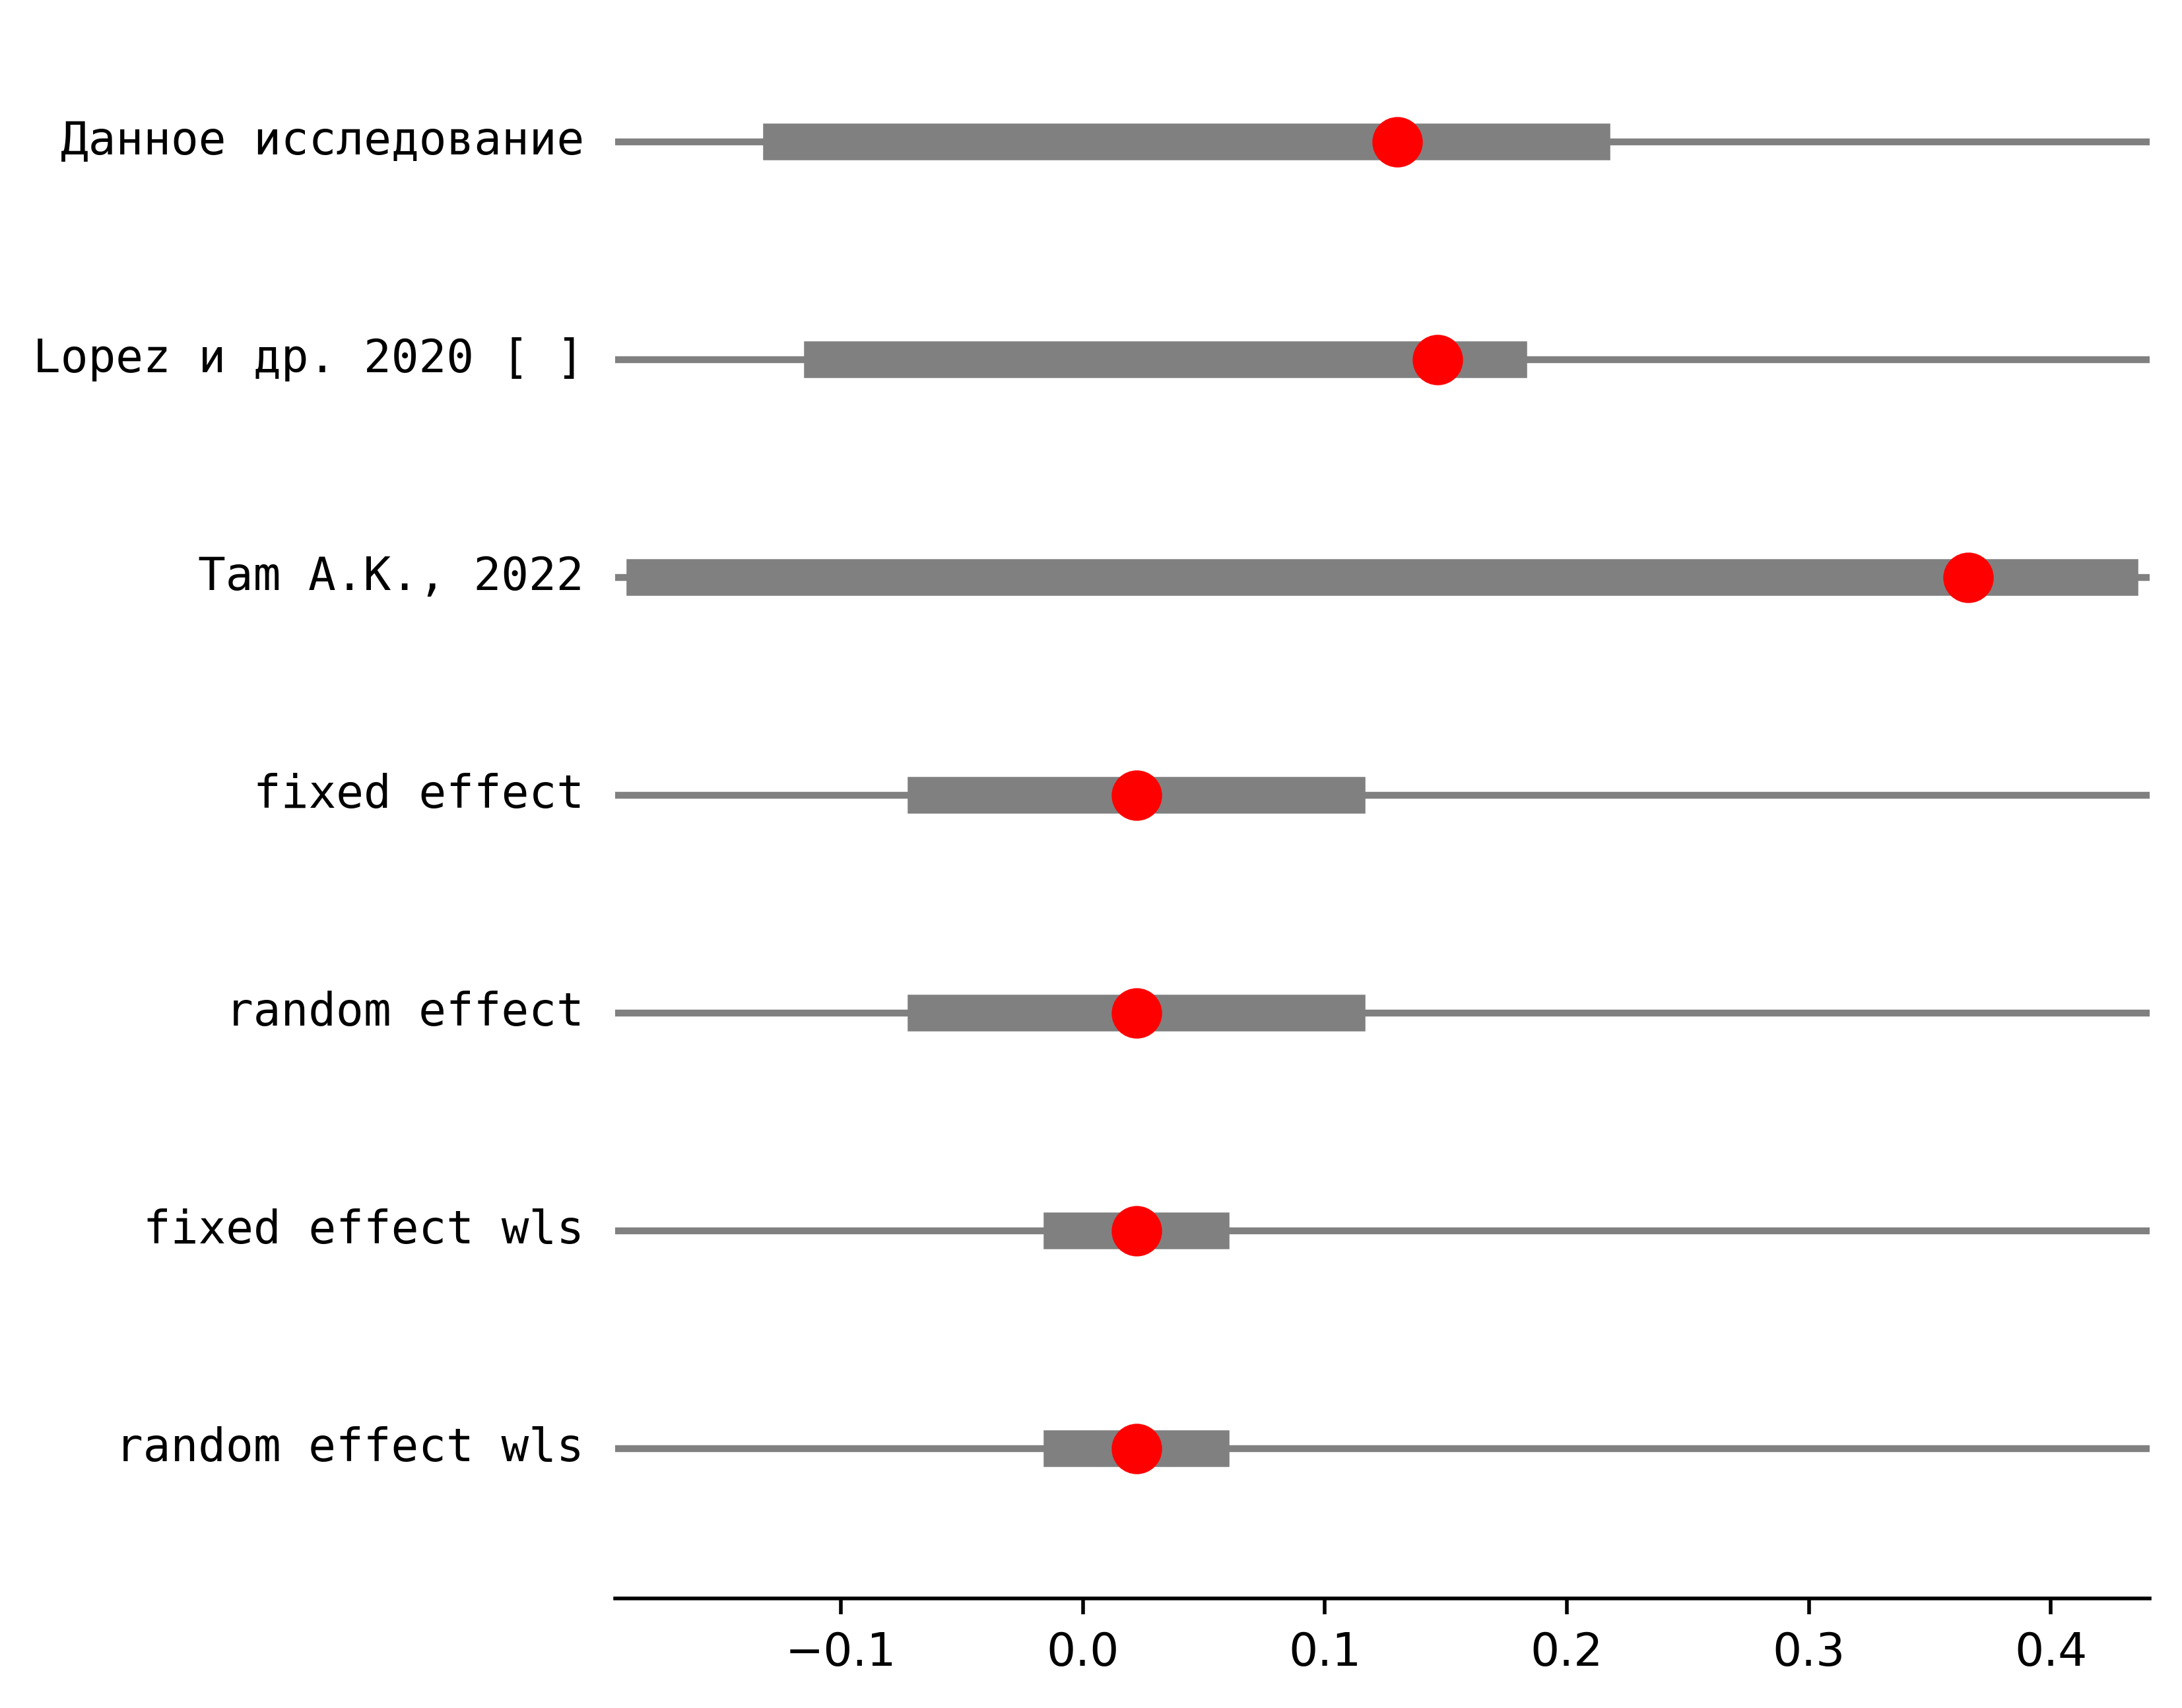 Данное исследование
Lopez и др. 2020 [ ]
Tam A.K., 2022
fixed effect
random effect
fixed effect wls
random effect wls
−0.1 0.0 0.1 0.2 0.3 0.4